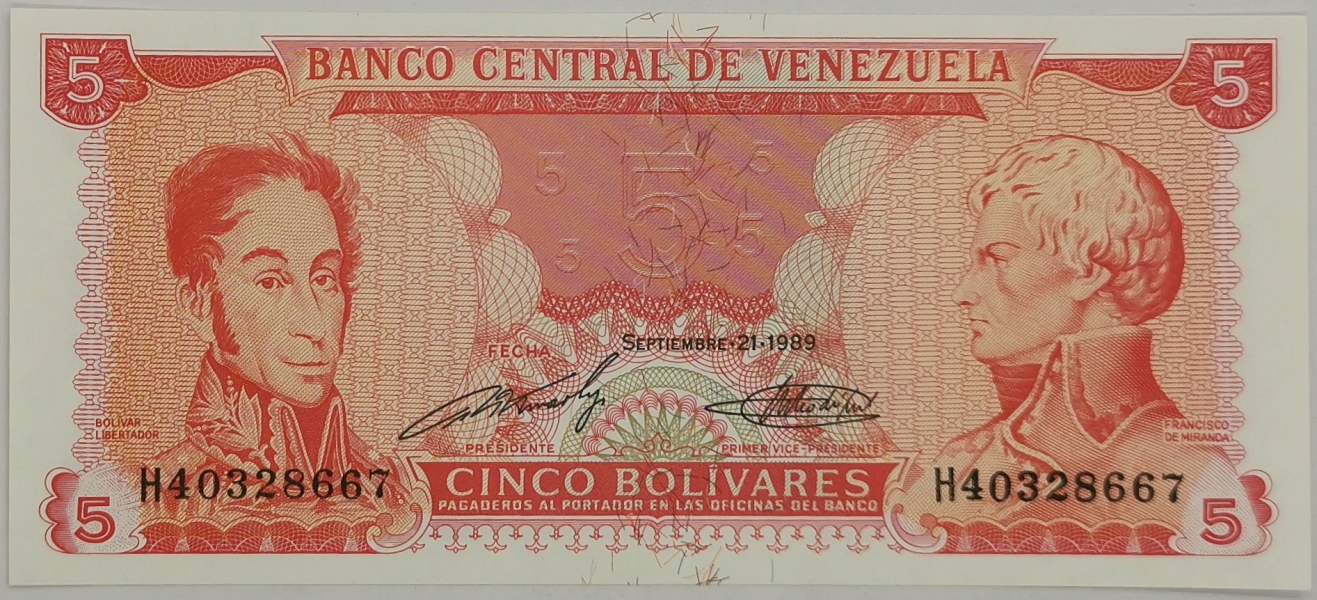 5
BANCO CENTRAL DE VENEZUELA
5
5
5
5
5
5
FECHA
SEPTIEMBRE·21·1989
BOLIVAR
LIBERTADOR
FRANCISCO
DE MIRANDA
PRESIDENTE
PRIMER VICE-PRESIDENTE
H40328667
CINCO BOLIVARES
H40328667
PAGADEROS AL PORTADOR EN LAS OFICINAS DEL BANCO
5
5